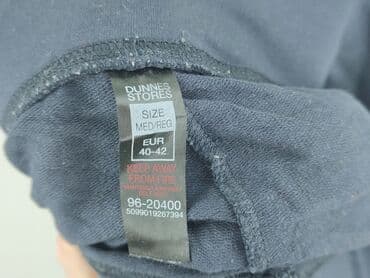 DUNNES
STORES
SIZE
MED/REG
EUR
40-42
KEEP AWAY
FROM FIRE
96-20400
5099019267394